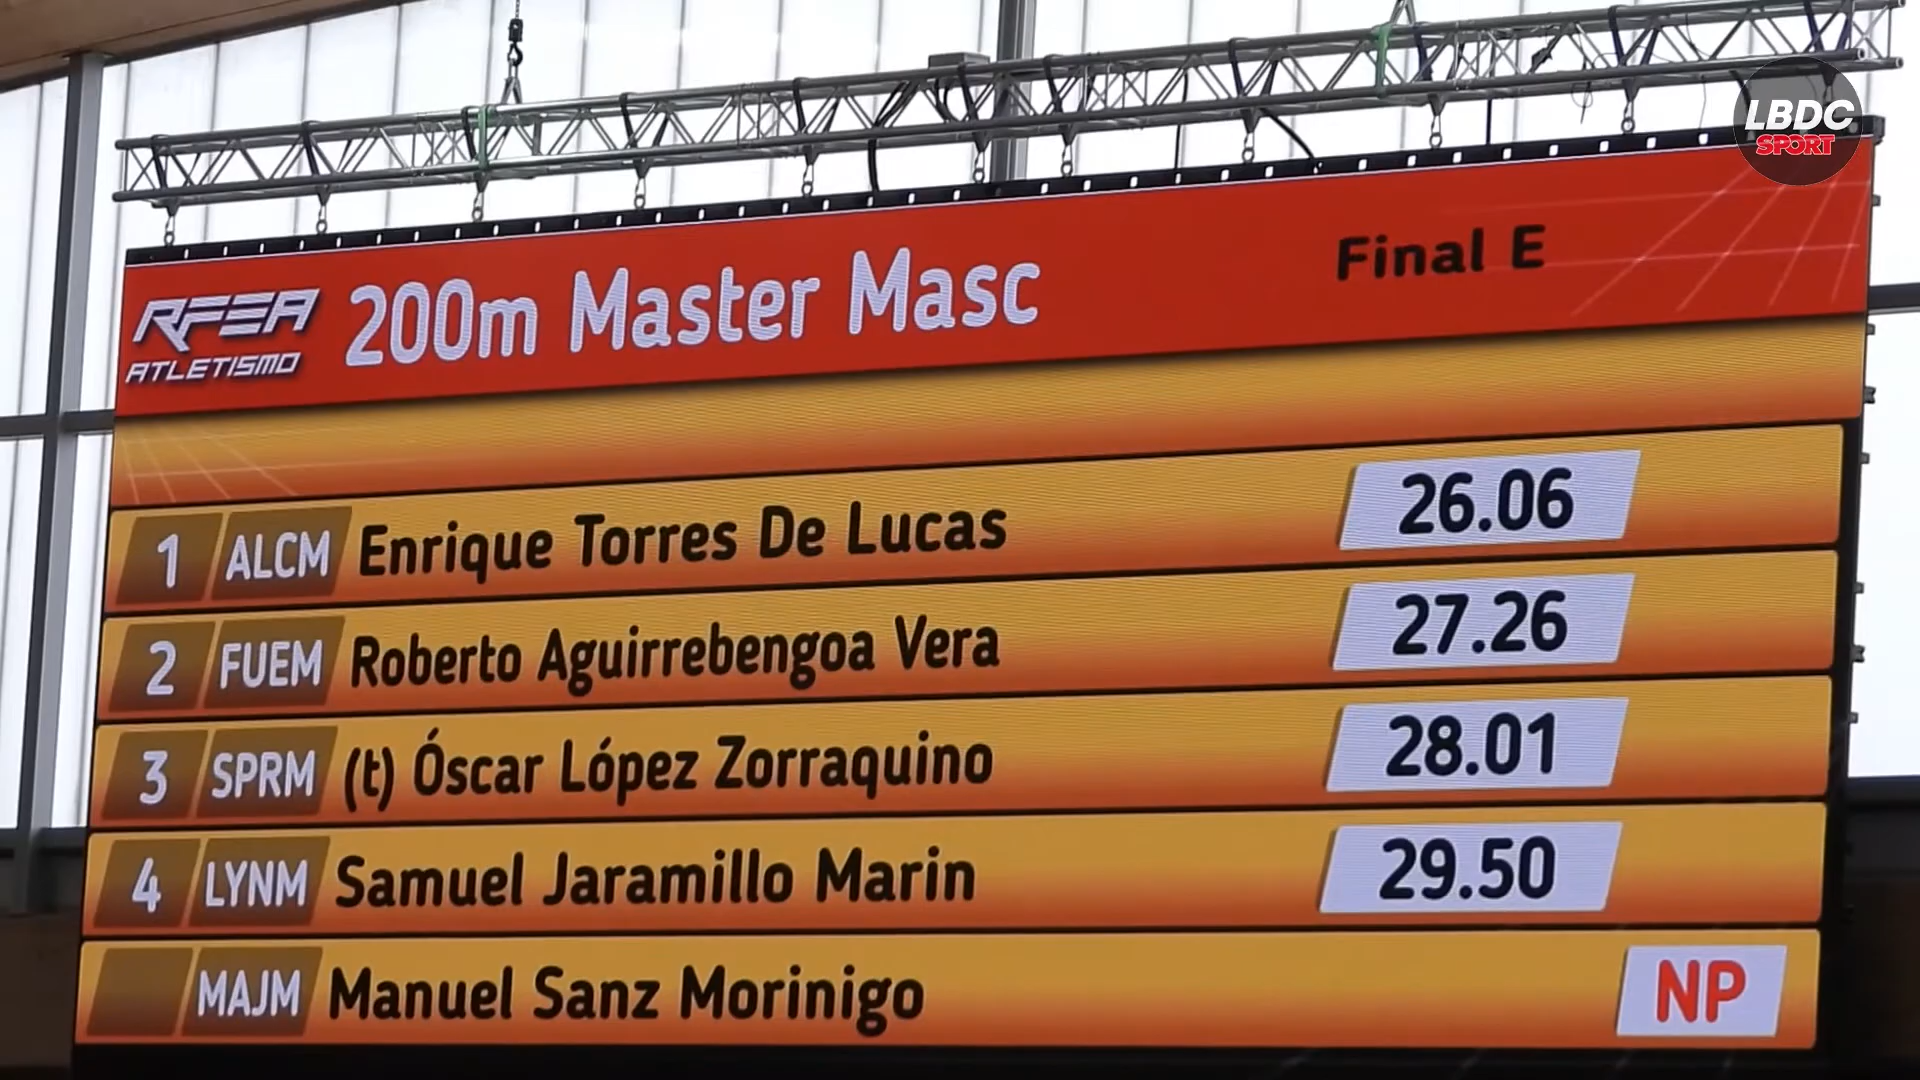 LBDC
SPORT
RFEA
ATLETISMO
200m Master Masc
Final E
1 ALCM Enrique Torres De Lucas 26.06
2 FUEM Roberto Aguirrebengoa Vera 27.26
3 SPRM (t) Óscar López Zorraquino 28.01
4 LYNM Samuel Jaramillo Marin 29.50
MAJM Manuel Sanz Morinigo NP